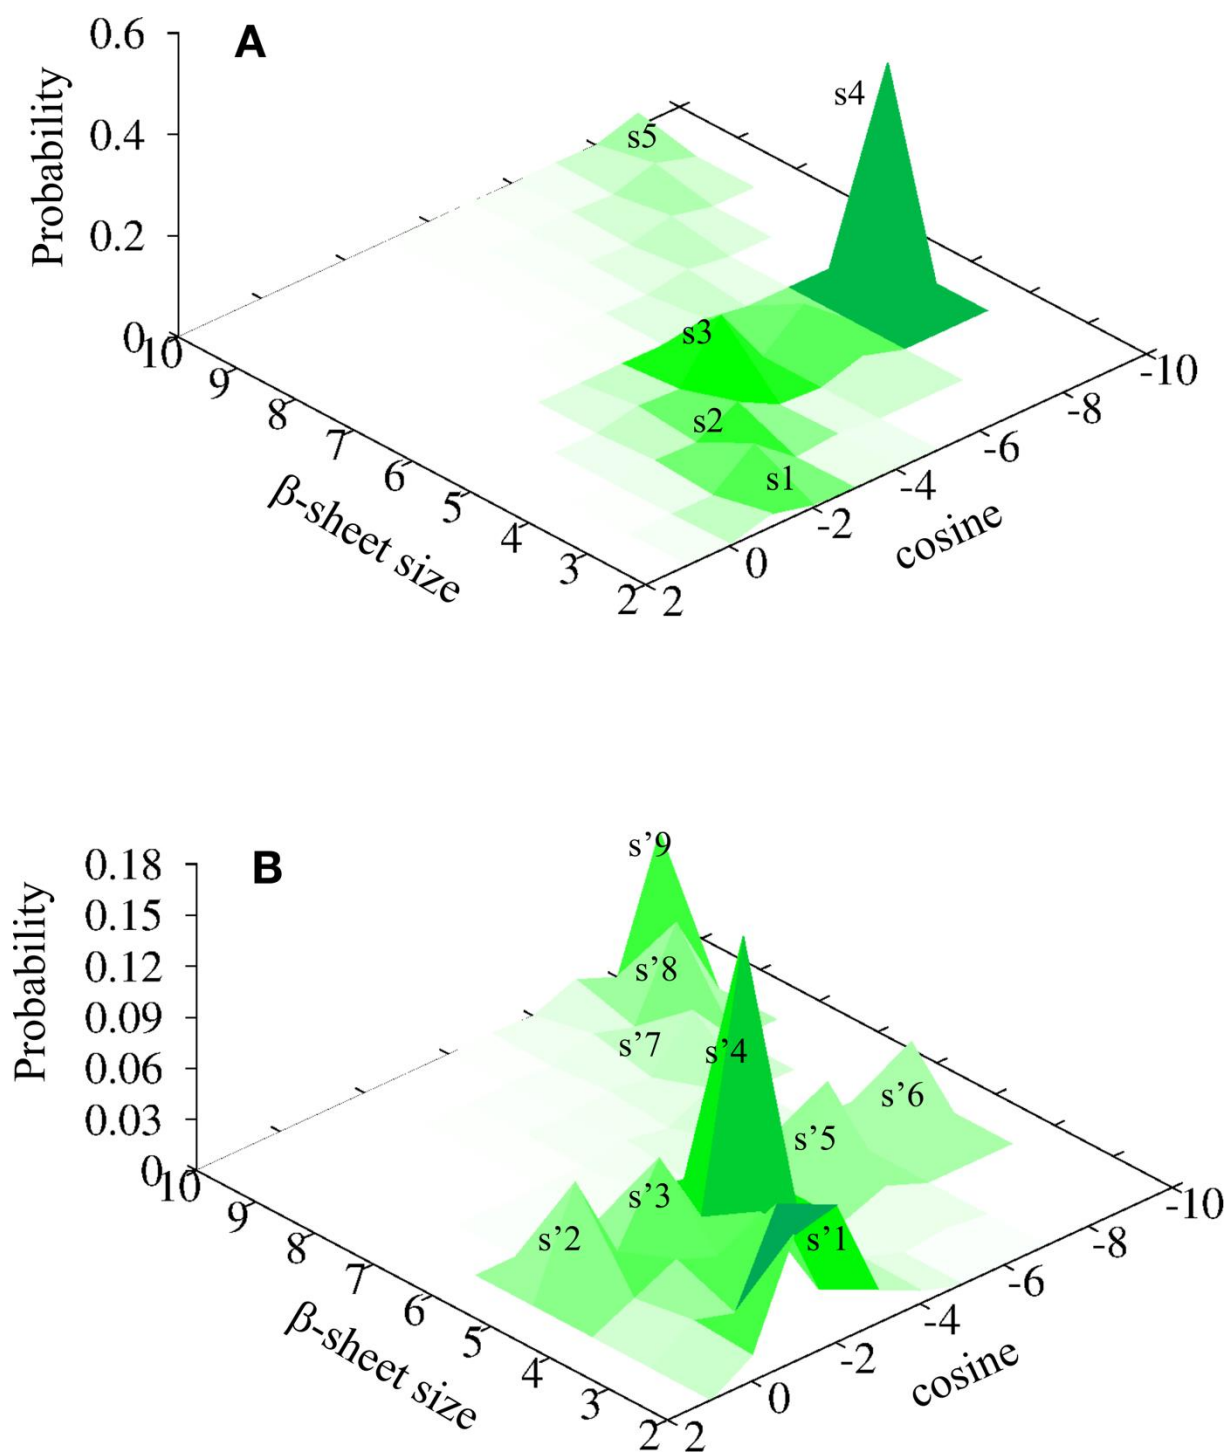 A
0.6
0.4
0.2
0
Probability
s5
s4
s3
s2
s1
10
9
8
7
6
5
4
3
2
β-sheet size
2
0
-2
-4
-6
-8
-10
cosine
B
0.18
0.15
0.12
0.09
0.06
0.03
0
Probability
s’9
s’8
s’7
s’4
s’6
s’5
s’3
s’2
s’1
10
9
8
7
6
5
4
3
2
β-sheet size
2
0
-2
-4
-6
-8
-10
cosine